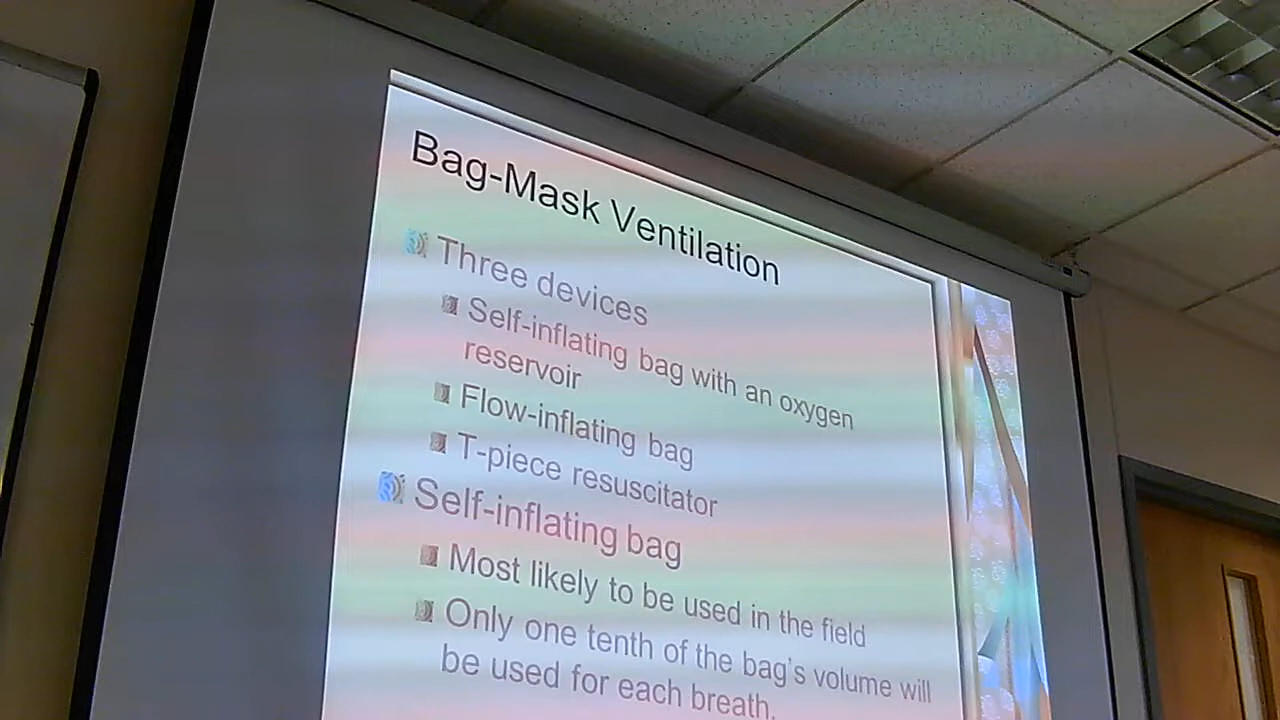 Bag-Mask Ventilation
Three devices
Self-inflating bag with an oxygen
reservoir
Flow-inflating bag
T-piece resuscitator
Self-inflating bag
Most likely to be used in the field
Only one tenth of the bag's volume will
be used for each breath.